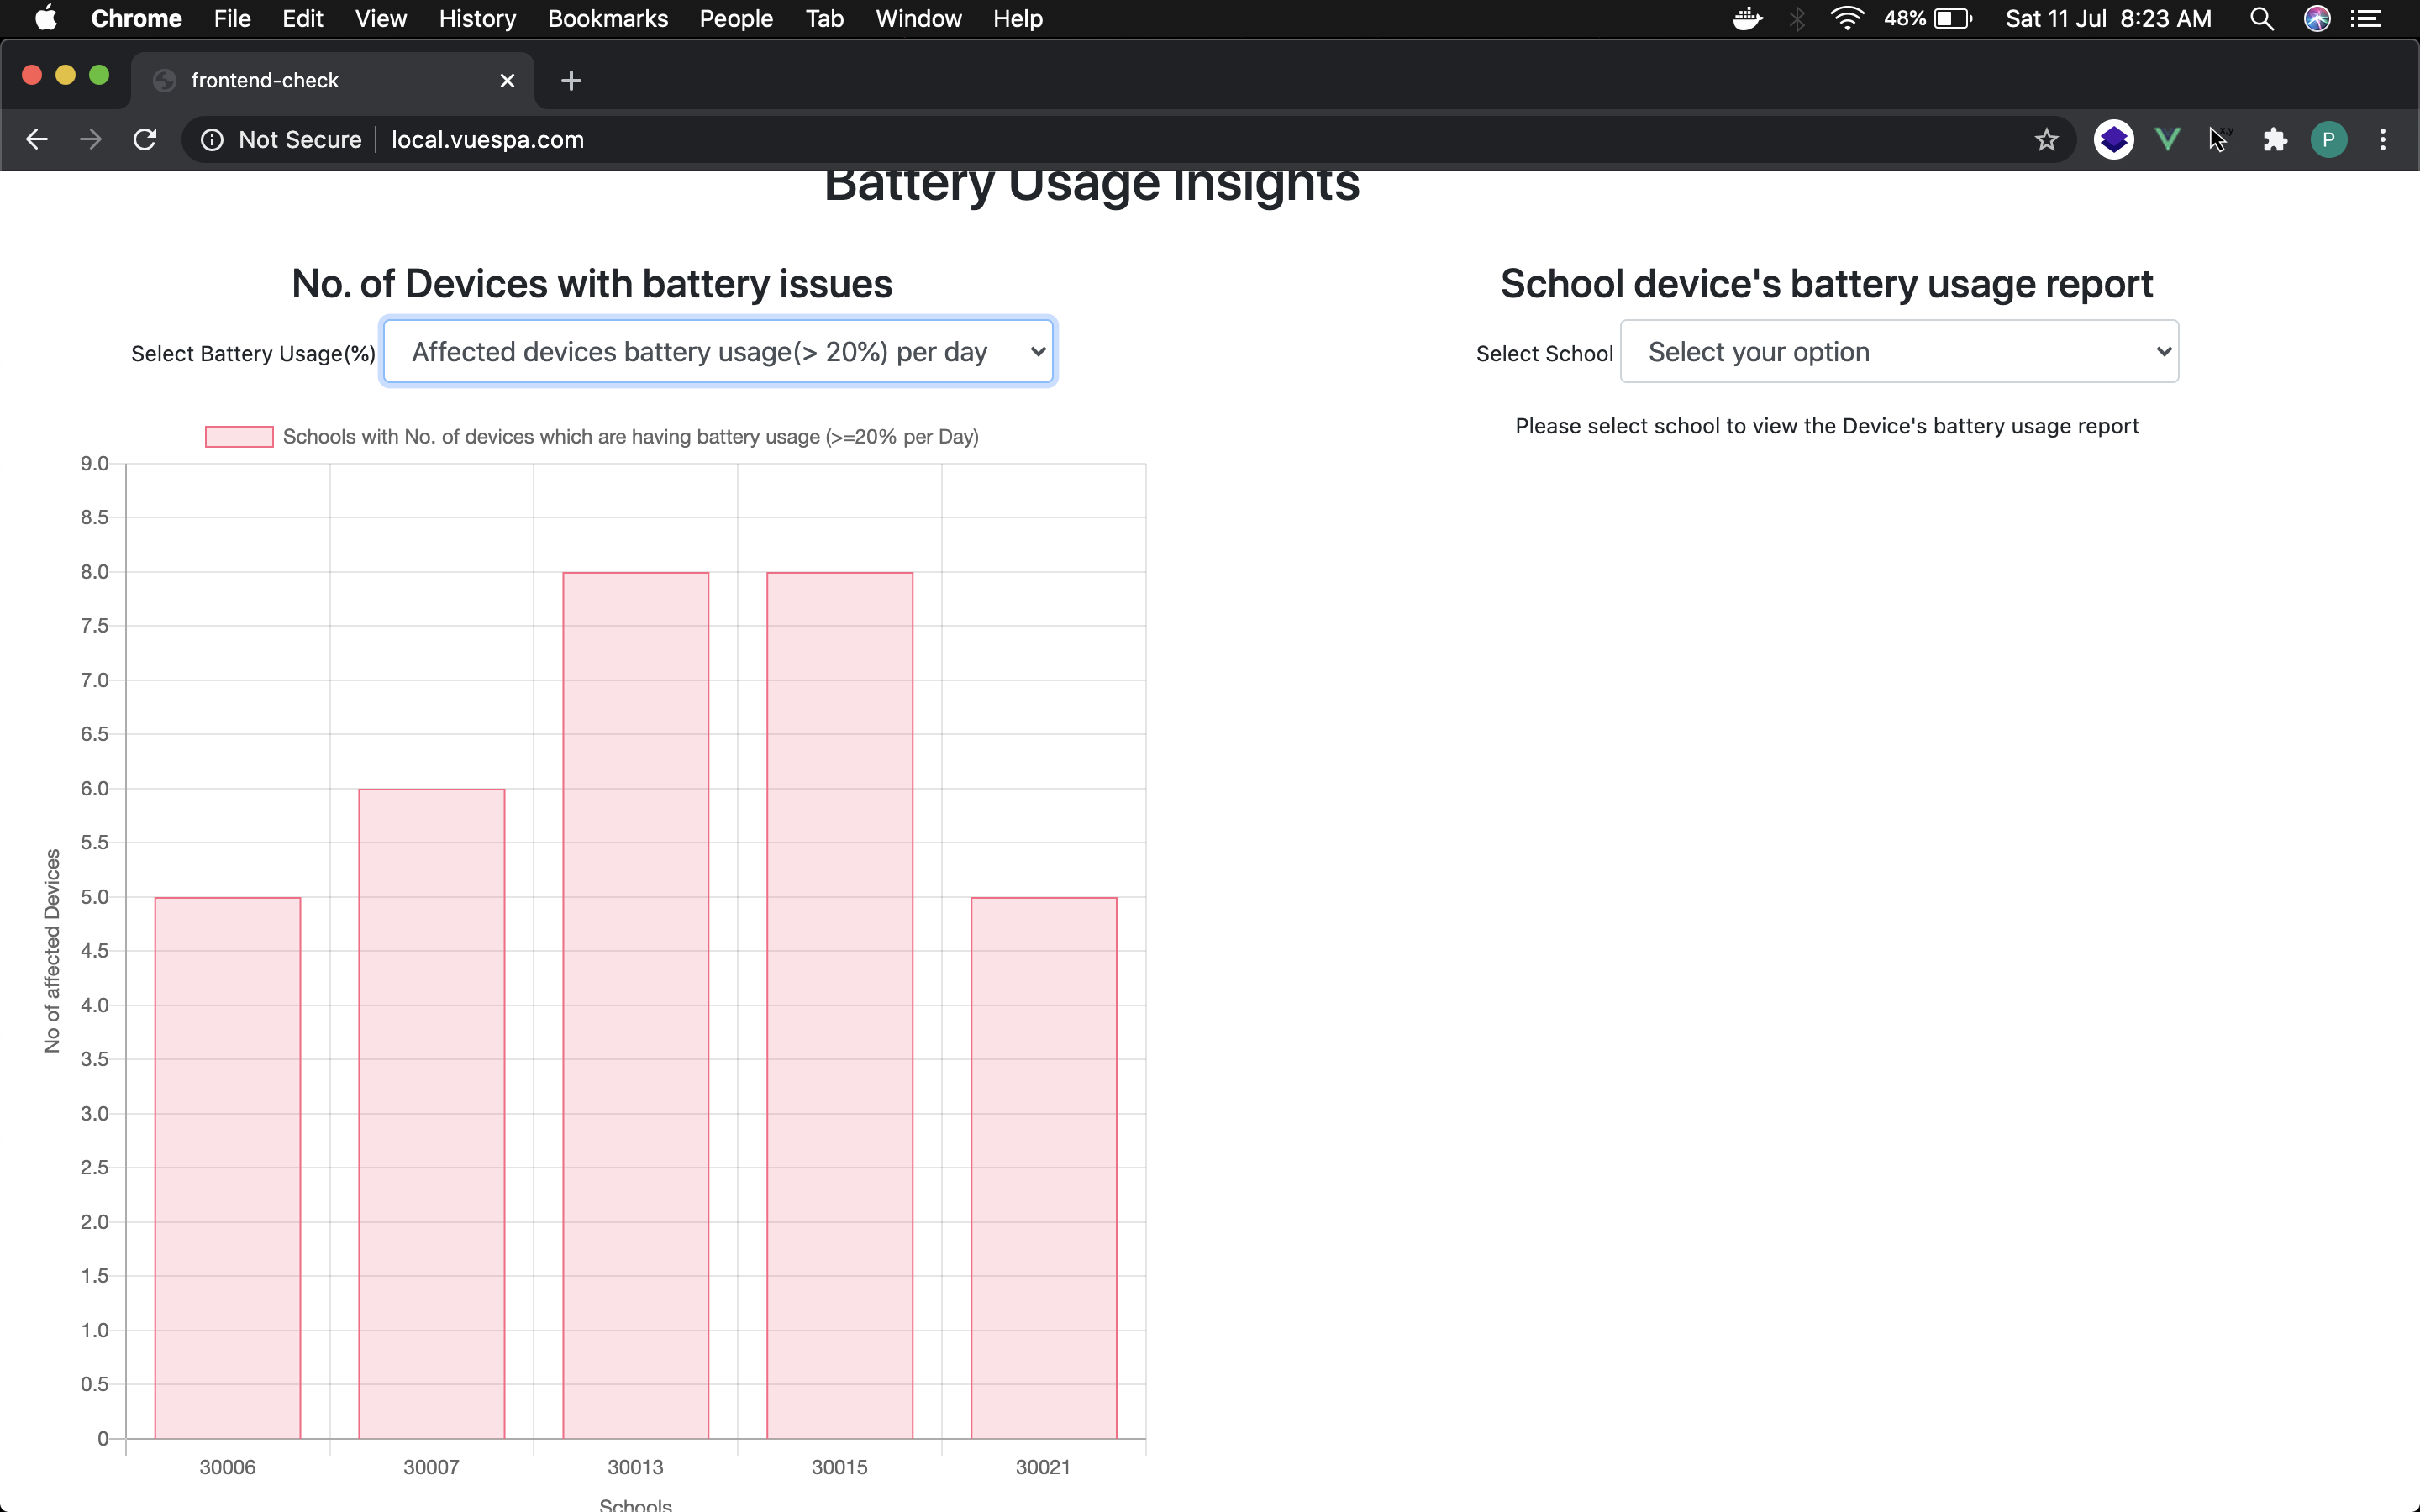 Chrome File Edit View History Bookmarks People Tab Window Help 48% Sat 11 Jul 8:23 AM
frontend-check
Not Secure local.vuespa.com P
Battery Usage Insights
No. of Devices with battery issues
Select Battery Usage(%) Affected devices battery usage(> 20%) per day
Schools with No. of devices which are having battery usage (>=20% per Day)
No of affected Devices
9.0
8.5
8.0
7.5
7.0
6.5
6.0
5.5
5.0
4.5
4.0
3.5
3.0
2.5
2.0
1.5
1.0
0.5
0
30006 30007 30013 30015 30021
Schools
School device's battery usage report
Select School Select your option
Please select school to view the Device's battery usage report